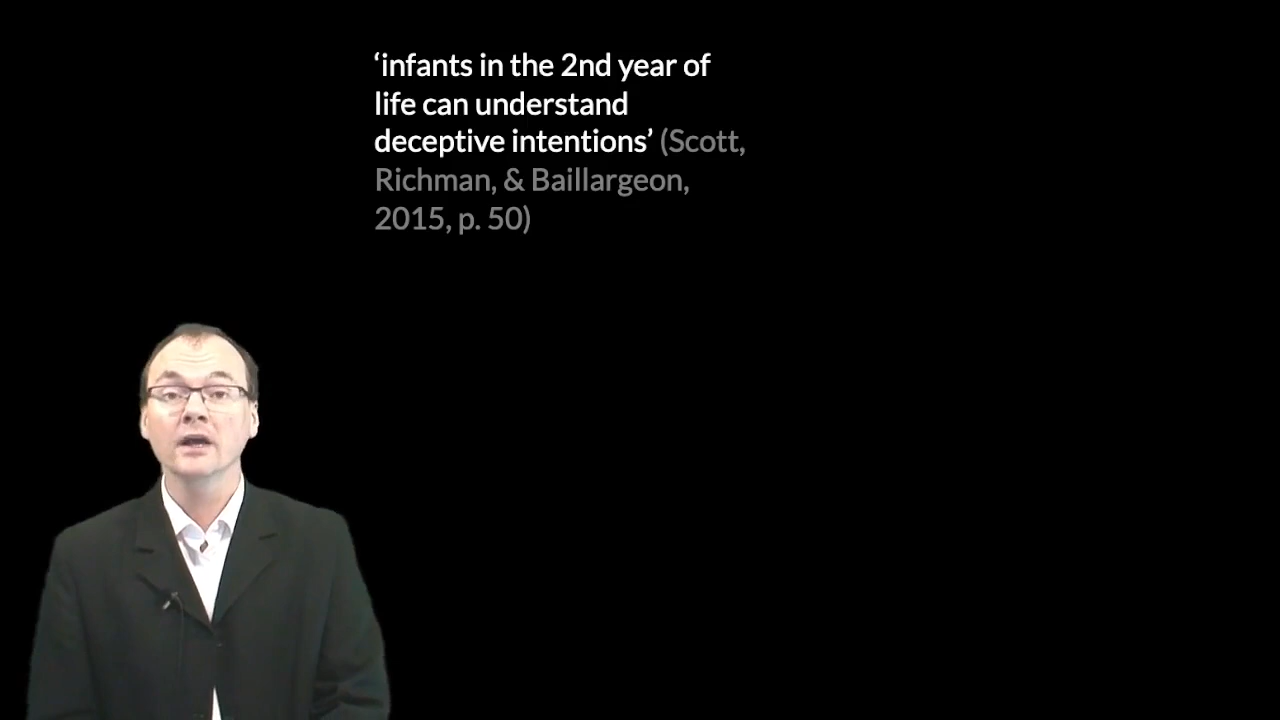 ‘infants in the 2nd year of
life can understand
deceptive intentions’ (Scott,
Richman, & Baillargeon,
2015, p. 50)